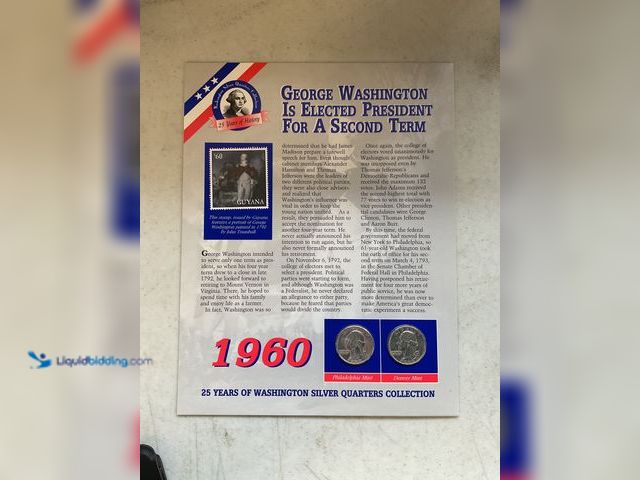 Washington Silver Quarters Collection
25 Years of History
GEORGE WASHINGTON
IS ELECTED PRESIDENT
FOR A SECOND TERM
$60
GUYANA
This stamp, issued by Guyana
features a portrait of George
Washington painted in 1792
by John Trumbull.
George Washington intended
to serve only one term as pres-
ident, so when his four year
term drew to a close in late
1792, he looked forward to
retiring to Mount Vernon in
Virginia. There, he hoped to
spend time with his family
and enjoy life as a farmer.
In fact, Washington was so
determined that he had James
Madison prepare a farewell
speech for him. Even though
cabinet members Alexander
Hamilton and Thomas
Jefferson were the leaders of
two different political parties,
they were also close advisors
and realized that
Washington's influence was
vital in order to keep the
young nation unified. As a
result, they persuaded him to
accept the nomination for
another four-year term. He
never actually announced his
intention to run again, but he
also never formally announced
his retirement.
On November 6, 1792, the
college of electors met to
select a president. Political
parties were starting to form,
and although Washington was
a Federalist, he never declared
an allegiance to either party,
because he feared that parties
would divide the country.
Once again, the college of
electors voted unanimously for
Washington as president. He
was unopposed even by
Thomas Jefferson's
Democratic Republicans and
received the maximum 132
votes. John Adams received
the second-highest total with
77 votes to win re-election as
vice president. Other presiden-
tial candidates were George
Clinton, Thomas Jefferson
and Aaron Burr.
By this time, the federal
government had moved from
New York to Philadelphia, so
61-year-old Washington took
the oath of office for his sec-
ond term on March 4, 1793,
in the Senate Chamber of
Federal Hall in Philadelphia.
Having postponed his retire-
ment for four more years of
public service, he was now
more determined than ever to
make America's great demo-
cratic experiment a success.
1960
Philadelphia Mint
Denver Mint
25 YEARS OF WASHINGTON SILVER QUARTERS COLLECTION
Liquidbidding.com